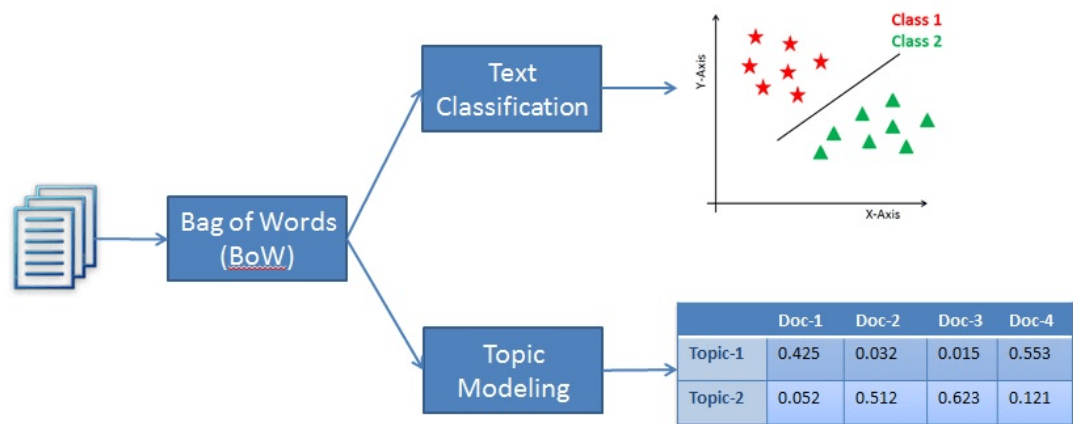 Class 1
Class 2
Text
Classification
Y-Axis
X-Axis
Bag of Words
(BoW)
Topic
Modeling
Doc-1 Doc-2 Doc-3 Doc-4
Topic-1 0.425 0.032 0.015 0.553
Topic-2 0.052 0.512 0.623 0.121